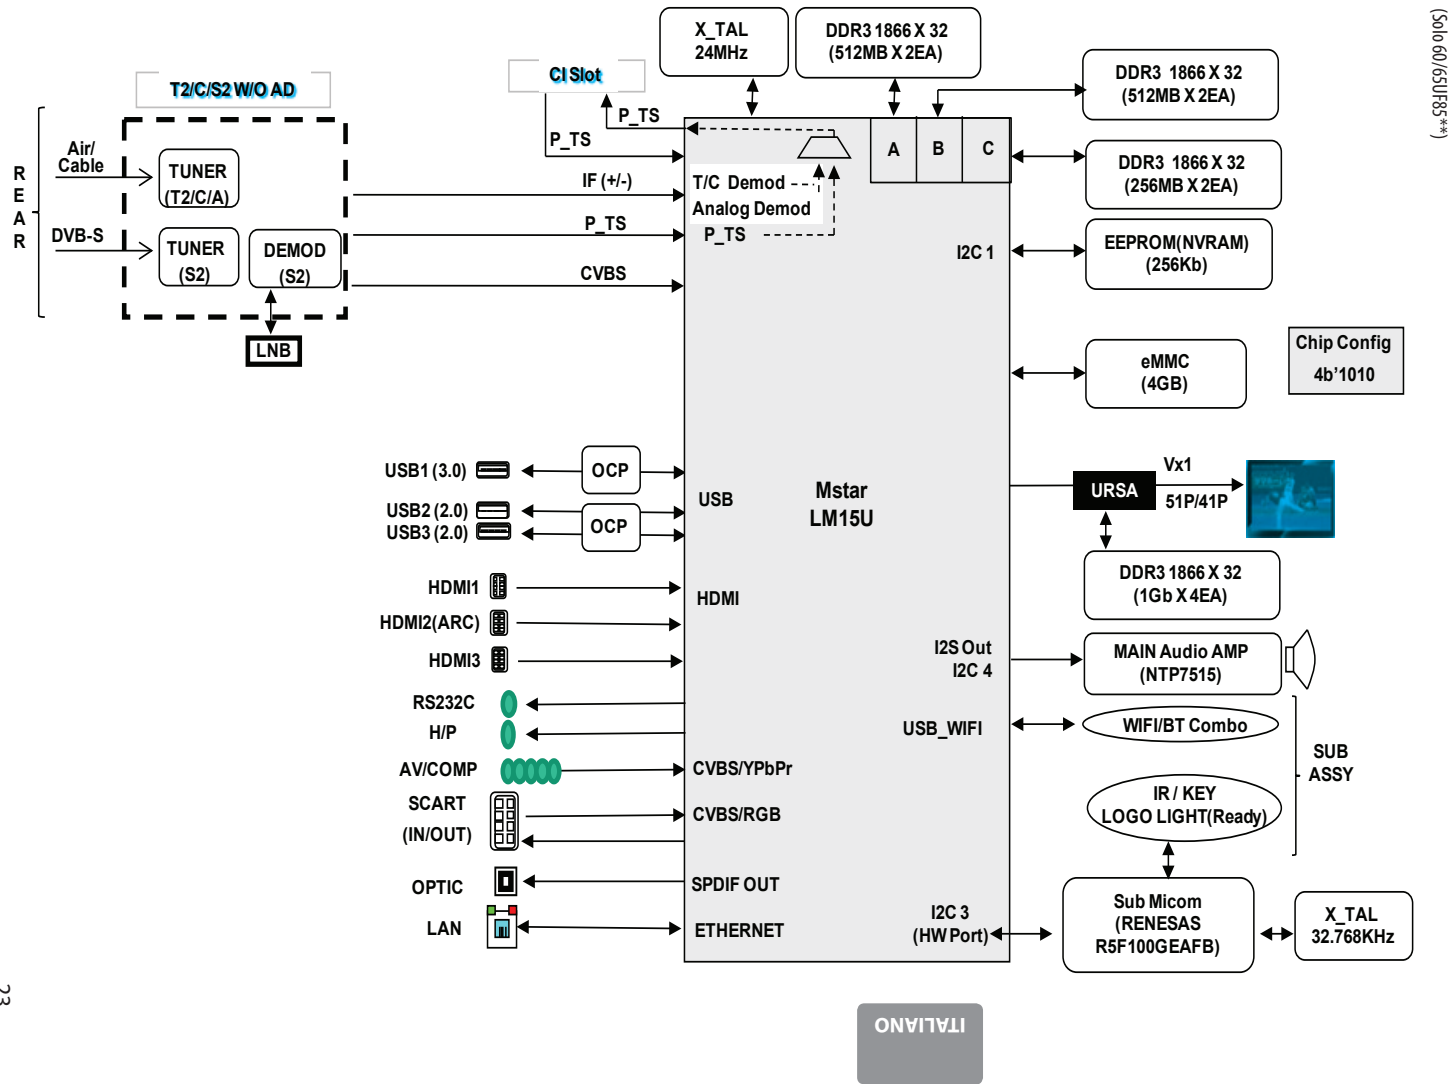 (Solo 60/65UF85**)
X_TAL
24MHz
DDR3 1866 X 32
(512MB X 2EA)
CI Slot
DDR3 1866 X 32
(512MB X 2EA)
T2/C/S2 W/O AD
P_TS
P_TS
A
B
C
DDR3 1866 X 32
(256MB X 2EA)
REAR
Air/
Cable
TUNER
(T2/C/A)
IF (+/-)
T/C Demod
Analog Demod
P_TS
DVB-S
TUNER
(S2)
DEMOD
(S2)
P_TS
CVBS
LNB
I2C 1
EEPROM(NVRAM)
(256Kb)
eMMC
(4GB)
Chip Config
4b'1010
USB1 (3.0)
OCP
USB2 (2.0)
USB3 (2.0)
OCP
USB
Mstar
LM15U
URSA
Vx1
51P/41P
DDR3 1866 X 32
(1Gb X 4EA)
HDMI1
HDMI2(ARC)
HDMI3
HDMI
I2S Out
I2C 4
MAIN Audio AMP
(NTP7515)
RS232C
H/P
USB_WIFI
WIFI/BT Combo
SUB
ASSY
AV/COMP
CVBS/YPbPr
SCART
(IN/OUT)
CVBS/RGB
IR / KEY
LOGO LIGHT(Ready)
OPTIC
SPDIF OUT
LAN
ETHERNET
I2C 3
(HW Port)
Sub Micom
(RENESAS
R5F100GEAFB)
X_TAL
32.768KHz
23
ITALIANO